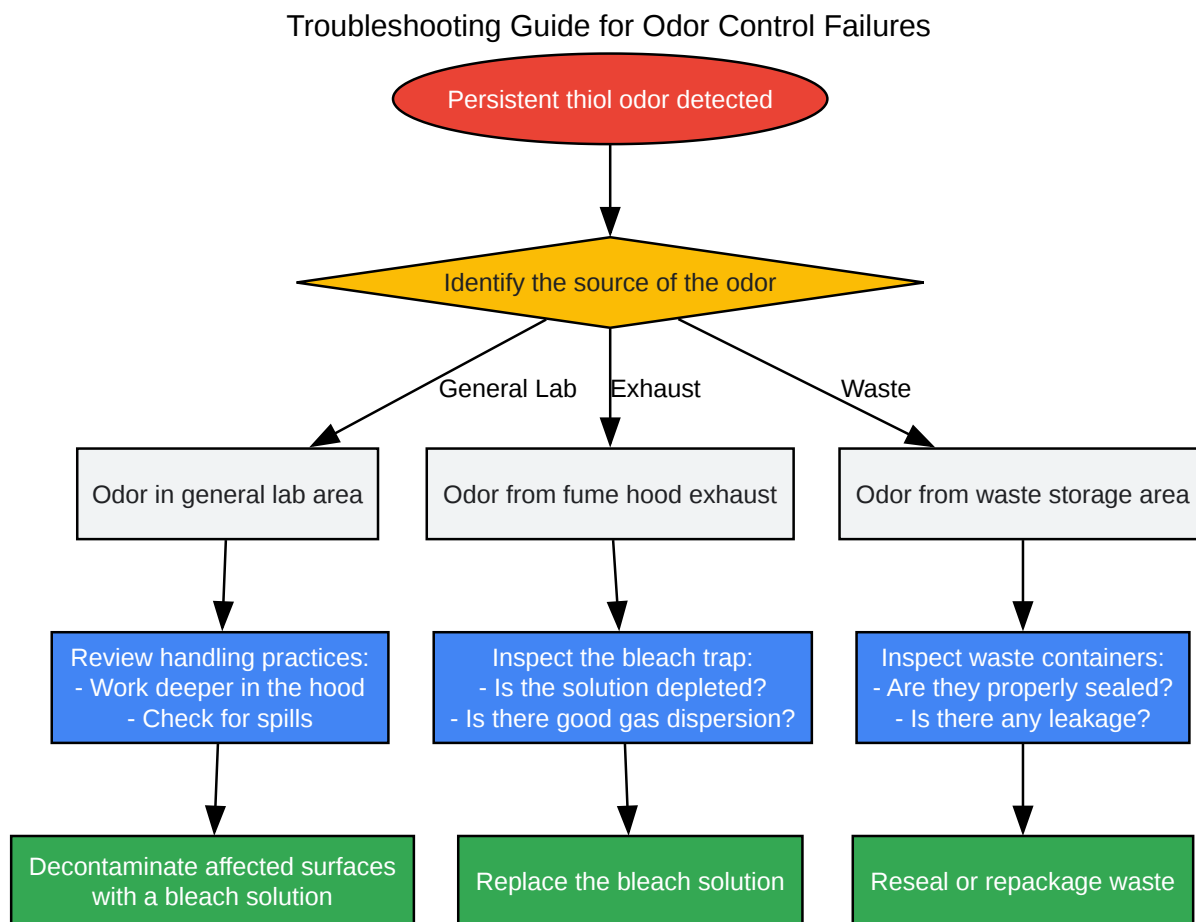 Troubleshooting Guide for Odor Control Failures
Persistent thiol odor detected
Identify the source of the odor
General Lab
Exhaust
Waste
Odor in general lab area
Odor from fume hood exhaust
Odor from waste storage area
Review handling practices:
- Work deeper in the hood
- Check for spills
Inspect the bleach trap:
- Is the solution depleted?
- Is there good gas dispersion?
Inspect waste containers:
- Are they properly sealed?
- Is there any leakage?
Decontaminate affected surfaces
with a bleach solution
Replace the bleach solution
Reseal or repackage waste